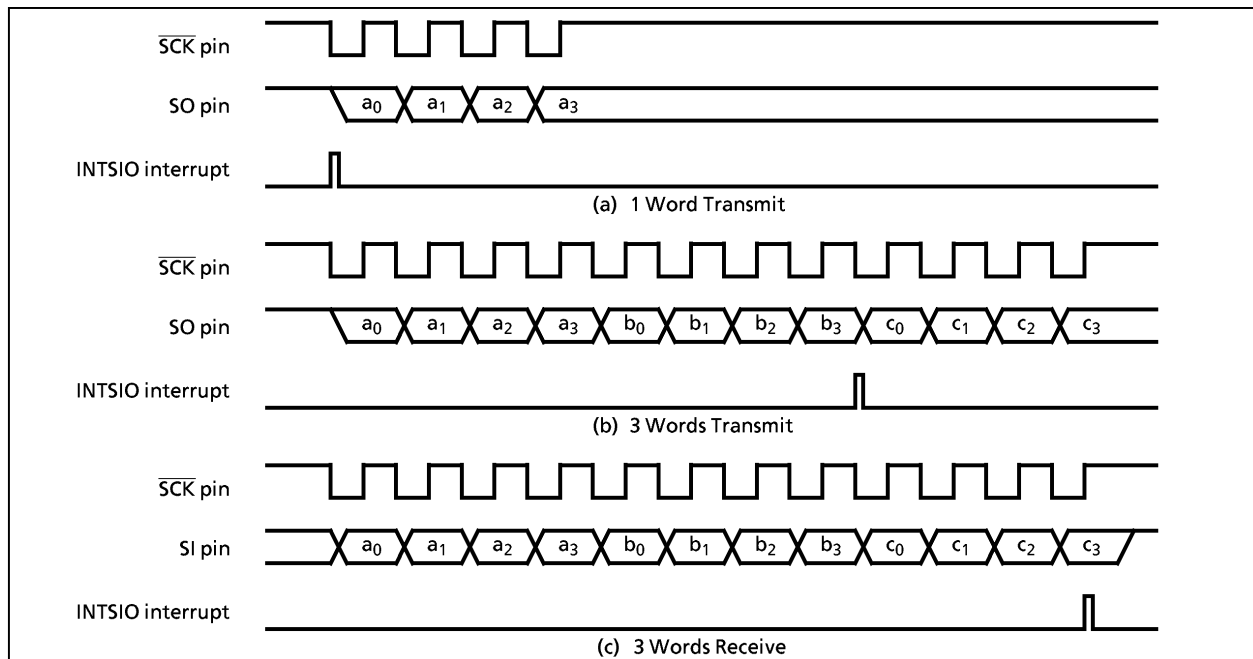 SCK pin
SO pin
a0 a1 a2 a3
INTSIO interrupt
(a) 1 Word Transmit
SCK pin
SO pin
a0 a1 a2 a3 b0 b1 b2 b3 c0 c1 c2 c3
INTSIO interrupt
(b) 3 Words Transmit
SCK pin
SI pin
a0 a1 a2 a3 b0 b1 b2 b3 c0 c1 c2 c3
INTSIO interrupt
(c) 3 Words Receive